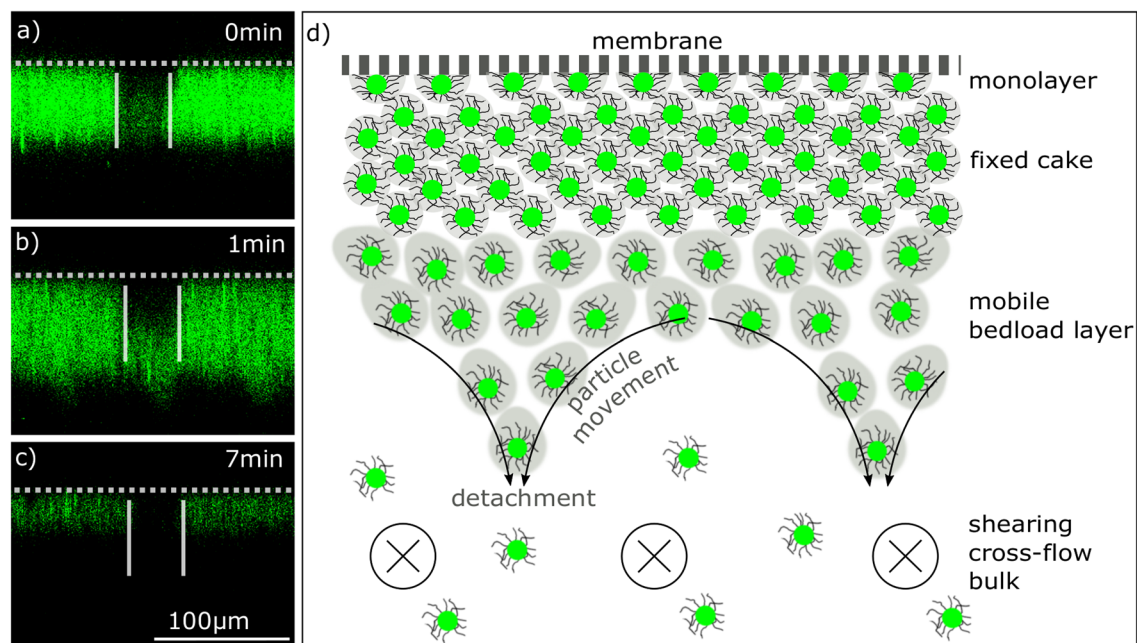 a)
0min
b)
1min
c)
7min
100µm
d)
membrane
monolayer
fixed cake
mobile
bedload layer
particle
movement
detachment
shearing
cross-flow
bulk